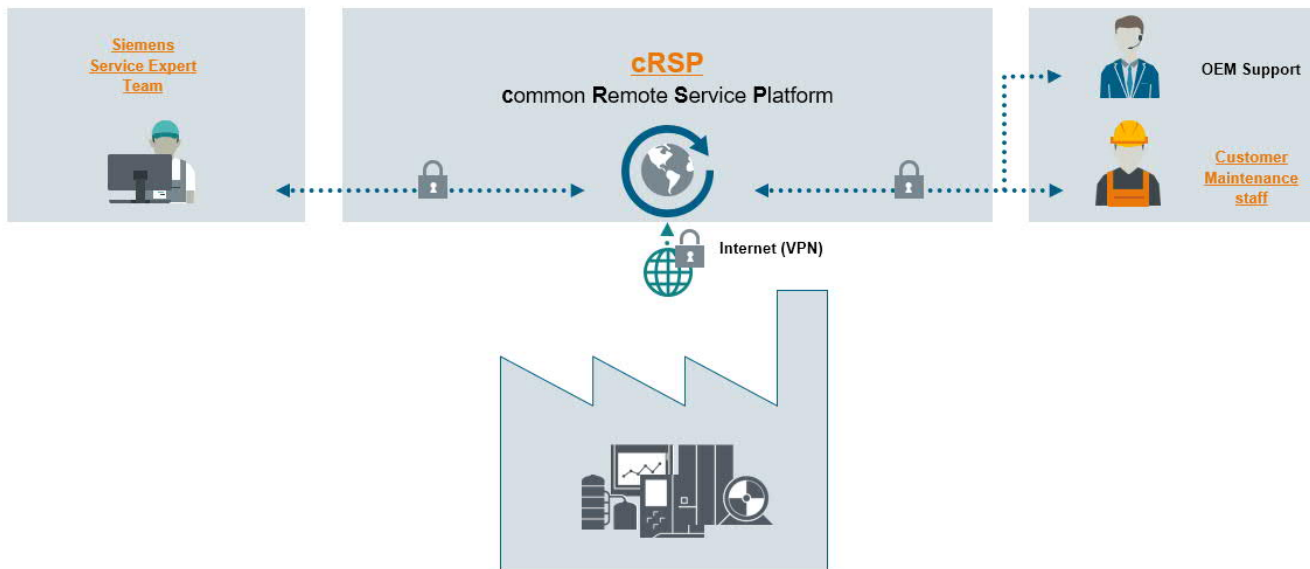 Siemens
Service Expert
Team
cRSP
common Remote Service Platform
OEM Support
Customer
Maintenance
staff
Internet (VPN)